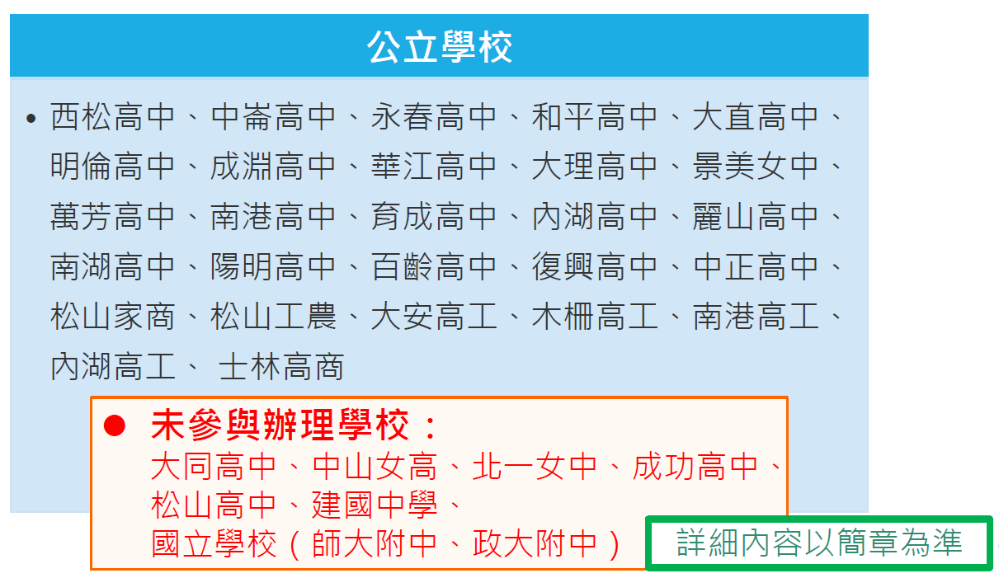 公立學校
• 西松高中、中崙高中、永春高中、和平高中、大直高中、
明倫高中、成淵高中、華江高中、大理高中、景美女中、
萬芳高中、南港高中、育成高中、內湖高中、麗山高中、
南湖高中、陽明高中、百齡高中、復興高中、中正高中、
松山家商、松山工農、大安高工、木柵高工、南港高工、
內湖高工、 士林高商
● 未參與辦理學校：
大同高中、中山女高、北一女中、成功高中、
松山高中、建國中學、
國立學校（師大附中、政大附中）
詳細內容以簡章為準